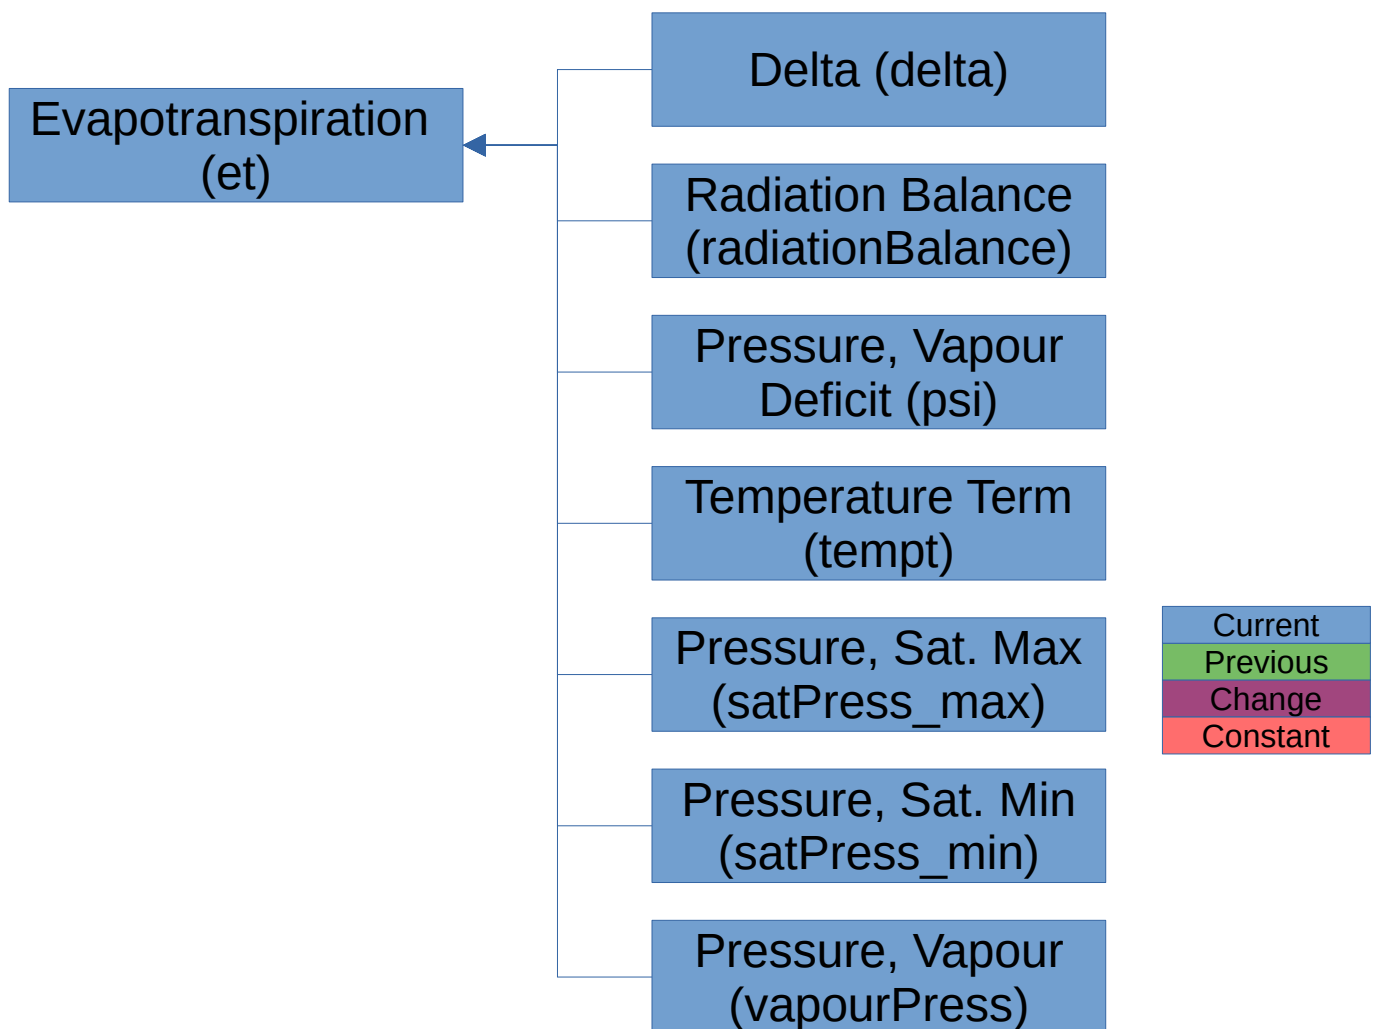 Evapotranspiration
(et)
Delta (delta)
Radiation Balance
(radiationBalance)
Pressure, Vapour
Deficit (psi)
Temperature Term
(tempt)
Pressure, Sat. Max
(satPress_max)
Pressure, Sat. Min
(satPress_min)
Pressure, Vapour
(vapourPress)
Current
Previous
Change
Constant